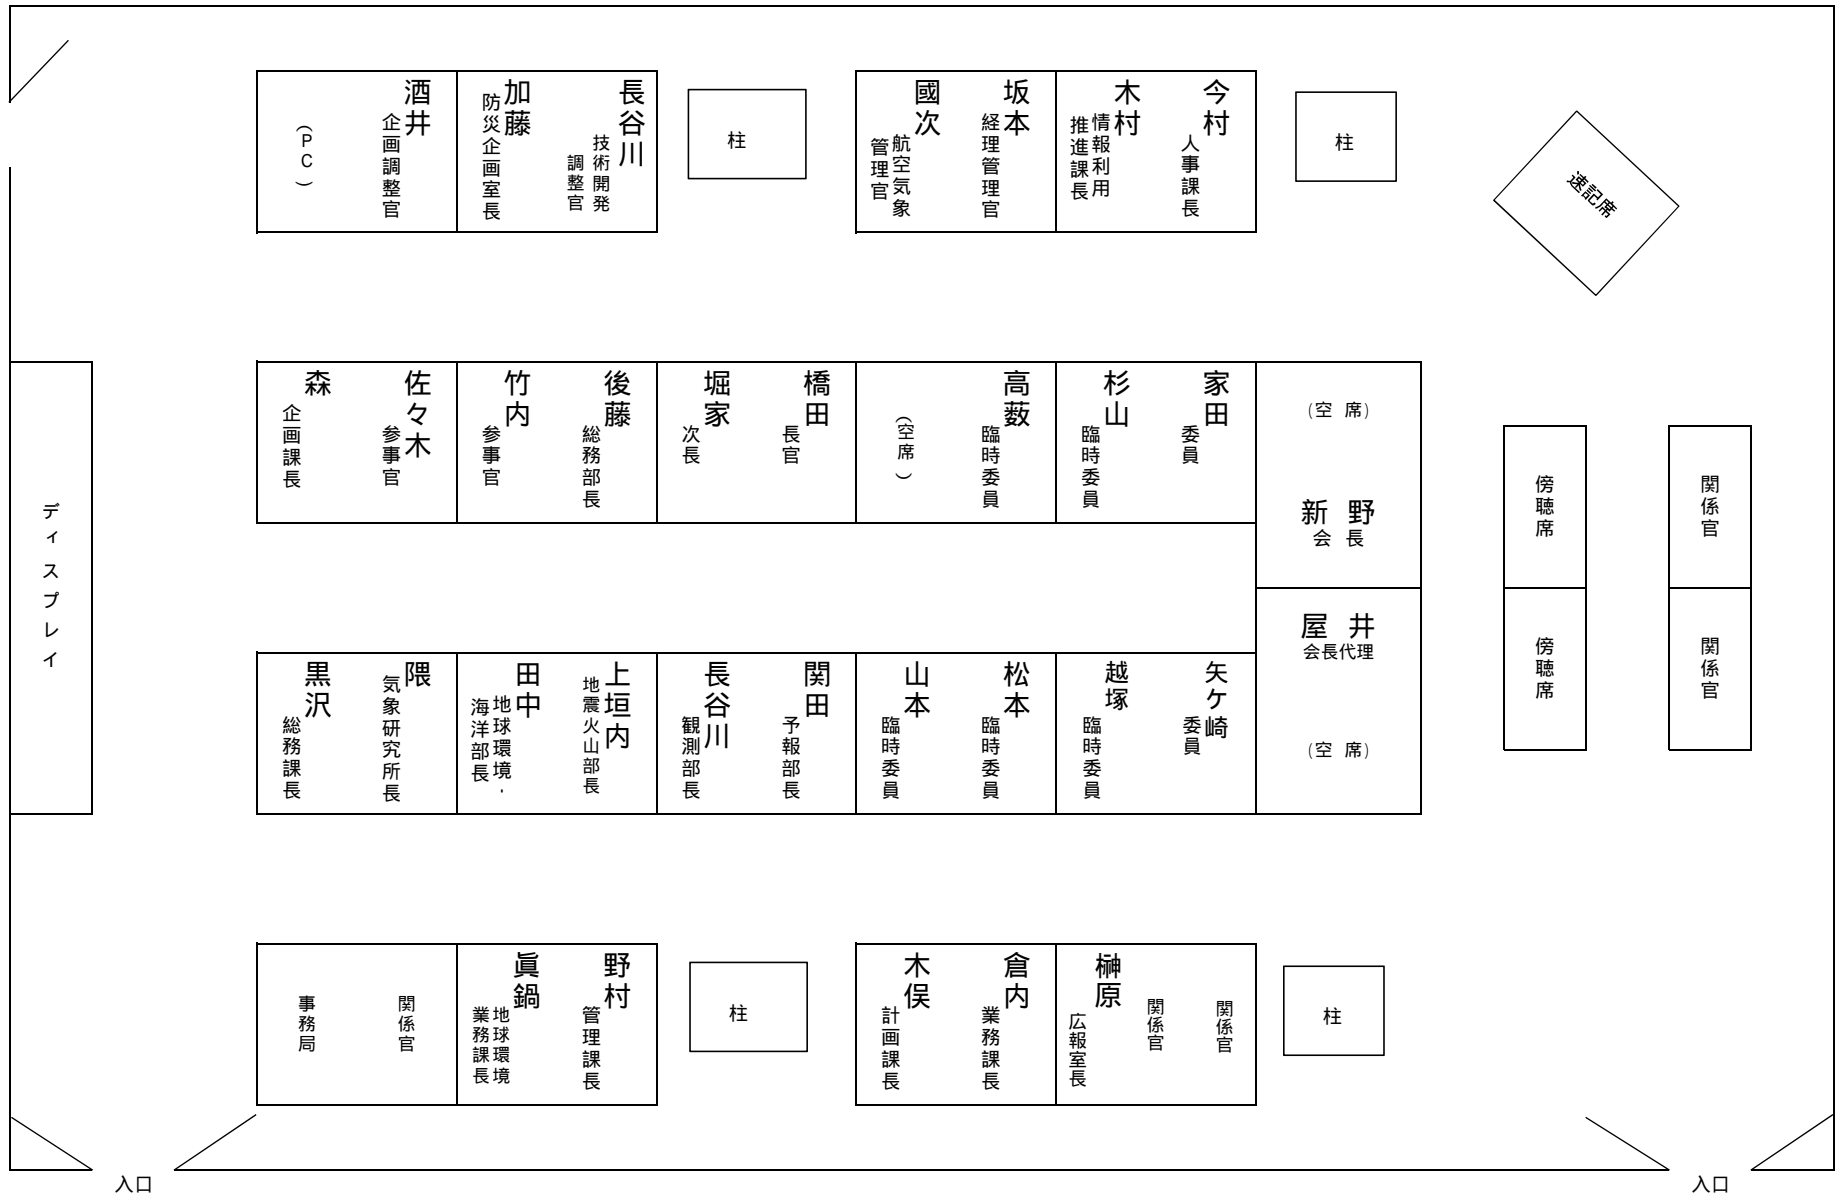 酒井
企画調整官
(PC)
加藤
防災企画室長
長谷川
技術開発
調整官
柱
國次
航空気象
管理官
坂本
経理管理官
木村
情報利用
推進課長
今村
人事課長
柱
速記席
ディスプレイ
森
企画課長
佐々木
参事官
竹内
参事官
後藤
総務部長
堀家
次長
橋田
長官
(空席)
高薮
臨時委員
杉山
臨時委員
家田
委員
(空 席)
新 野
会 長
屋 井
会長代理
(空 席)
傍聴席
関係官
傍聴席
関係官
黒沢
総務課長
隈
気象研究所長
田中
地球環境・
海洋部長
上垣内
地震火山部長
長谷川
観測部長
関田
予報部長
山本
臨時委員
松本
臨時委員
越塚
臨時委員
矢ケ崎
委員
事務局
関係官
眞鍋
地球環境
業務課長
野村
管理課長
柱
木俣
計画課長
倉内
業務課長
榊原
広報室長
関係官
関係官
柱
入口
入口